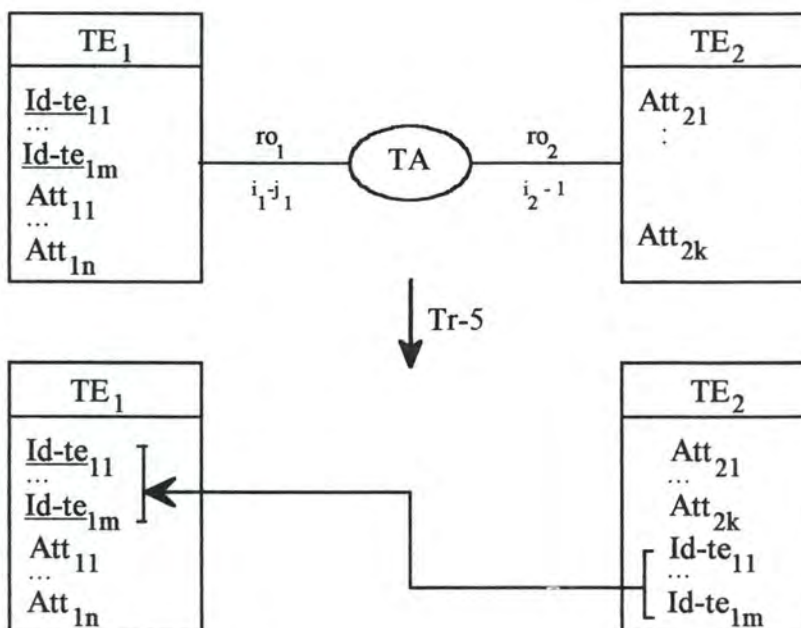 TE1
Id-te11
...
Id-te1m
Att11
...
Att1n
ro1
i1-j1
TA
ro2
i2-1
TE2
Att21
:
Att2k
Tr-5
TE1
Id-te11
...
Id-te1m
Att11
...
Att1n
TE2
Att21
...
Att2k
Id-te11
...
Id-te1m